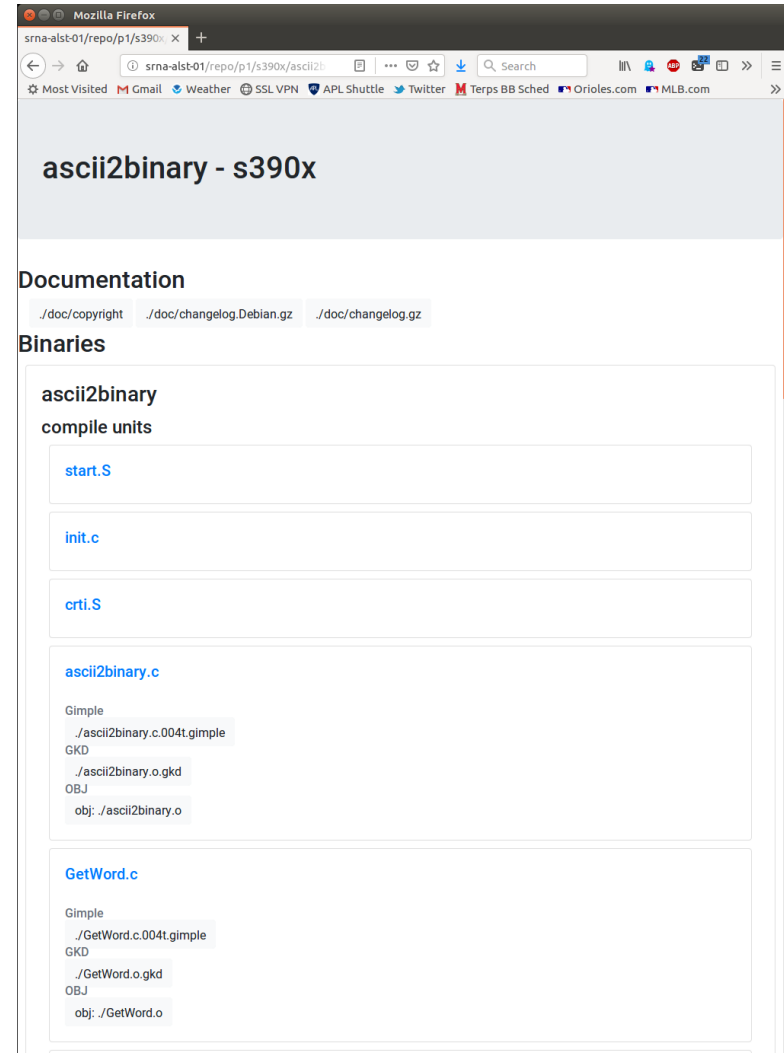 Mozilla Firefox
srna-alst-01/repo/p1/s390x/
srna-alst-01/repo/p1/s390x/ascii2b
Search
22
ABP
Most Visited Gmail Weather SSL VPN APL Shuttle Twitter Terps BB Sched Orioles.com MLB.com
ascii2binary - s390x
Documentation
./doc/copyright ./doc/changelog.Debian.gz ./doc/changelog.gz
Binaries
ascii2binary
compile units
start.S
init.c
crti.S
ascii2binary.c
Gimple
./ascii2binary.c.004t.gimple
GKD
./ascii2binary.o.gkd
OBJ
obj: ./ascii2binary.o
GetWord.c
Gimple
./GetWord.c.004t.gimple
GKD
./GetWord.o.gkd
OBJ
obj: ./GetWord.o